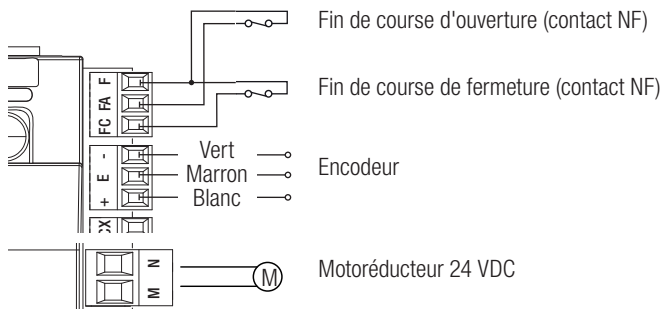 Fin de course d'ouverture (contact NF)
F
Fin de course de fermeture (contact NF)
FA
FC
- Vert
E Marron Encodeur
+ Blanc
CX
N
M Motoréducteur 24 VDC
M